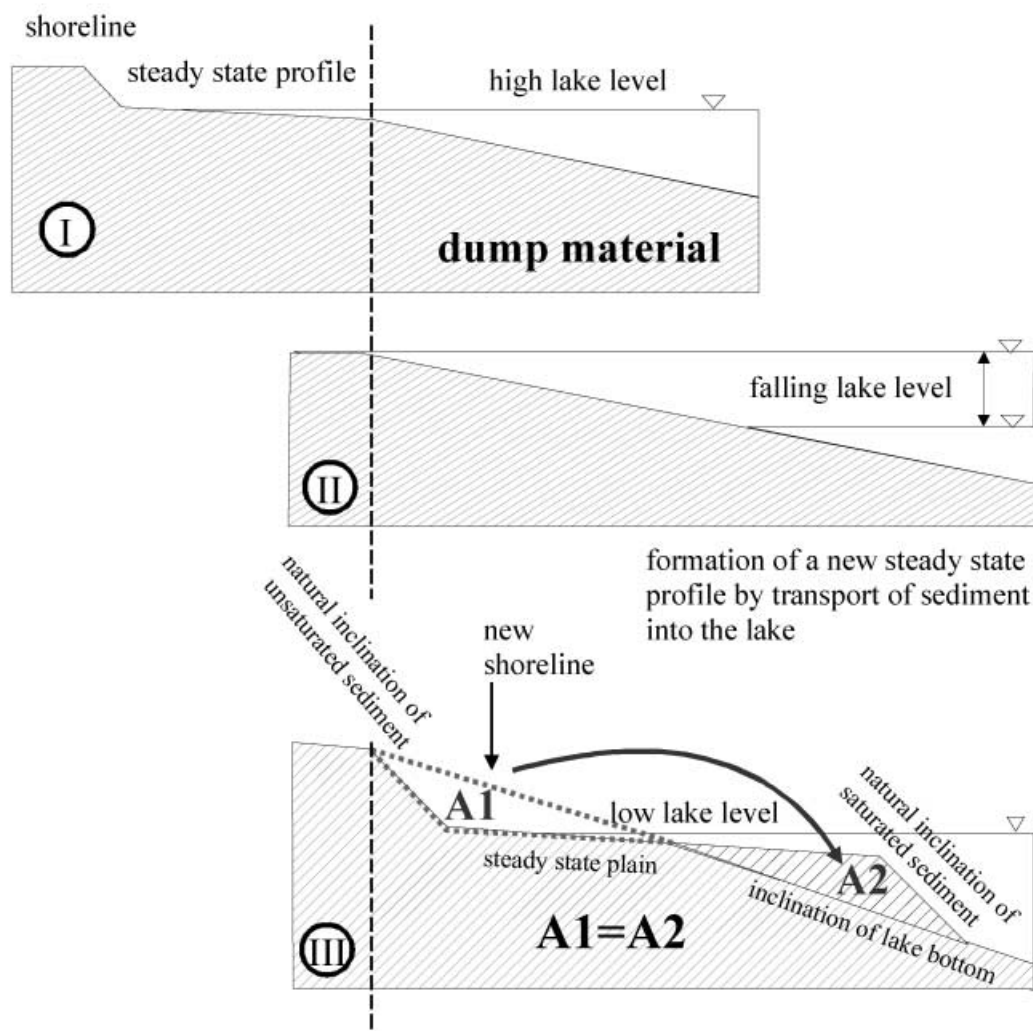 shoreline
steady state profile
high lake level
I
dump material
falling lake level
II
formation of a new steady state
profile by transport of sediment
into the lake
natural inclination of
unsaturated sediment
new
shoreline
natural inclination of
saturated sediment
A1
low lake level
steady state plain
A2
inclination of lake bottom
A1=A2
III